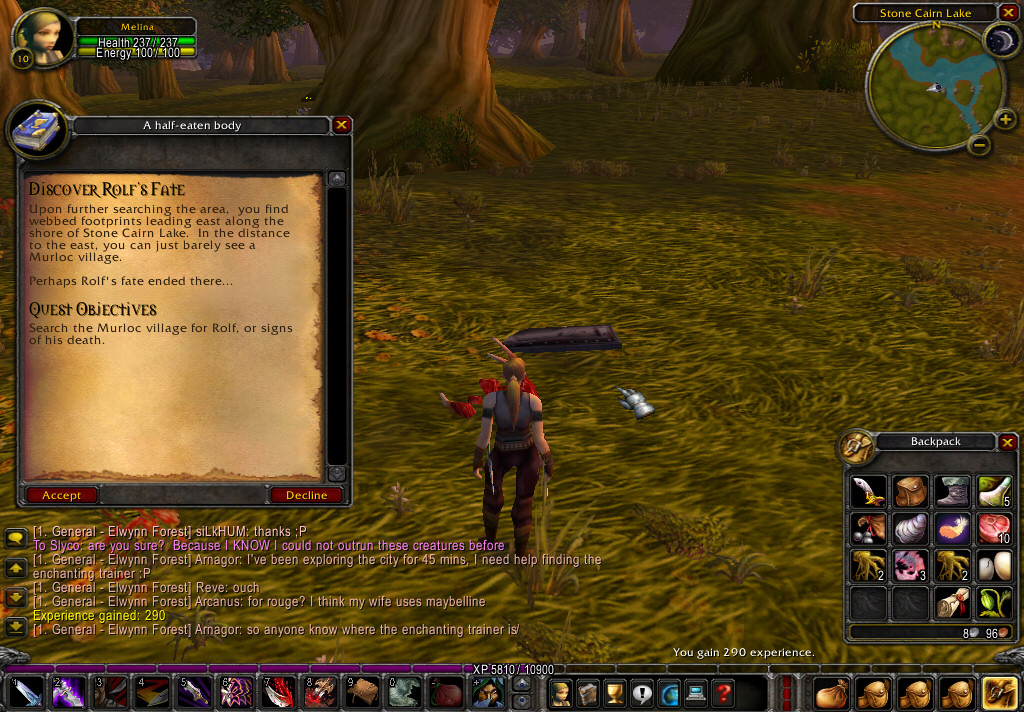 Melina
Health 237/ 237
Energy 100/ 100
10
Stone Cairn Lake
N
A half-eaten body
Discover Rolf's Fate
Upon further searching the area, you find
webbed footprints leading east along the
shore of Stone Cairn Lake. In the distance
to the east, you can just barely see a
Murloc village.
Perhaps Rolf's fate ended there...
Quest Objectives
Search the Murloc village for Rolf, or signs
of his death.
Accept
Decline
Backpack
5
10
2
3
2
8
96
[1. General - Elwynn Forest] siLkHUM: thanks ;P
To Slyco: are you sure? Because I KNOW I could not outrun these creatures before
[1. General - Elwynn Forest] Arnagor: I've been exploring the city for 45 mins, I need help finding the
enchanting trainer :P
[1. General - Elwynn Forest] Reve: ouch
[1. General - Elwynn Forest] Arcanus: for rouge? I think my wife uses maybelline
Experience gained: 290
[1. General - Elwynn Forest] Arnagor: so anyone know where the enchanting trainer is/
You gain 290 experience.
XP 5810 / 10900
1 2 3 4 5 6 7 8 9 0 - +